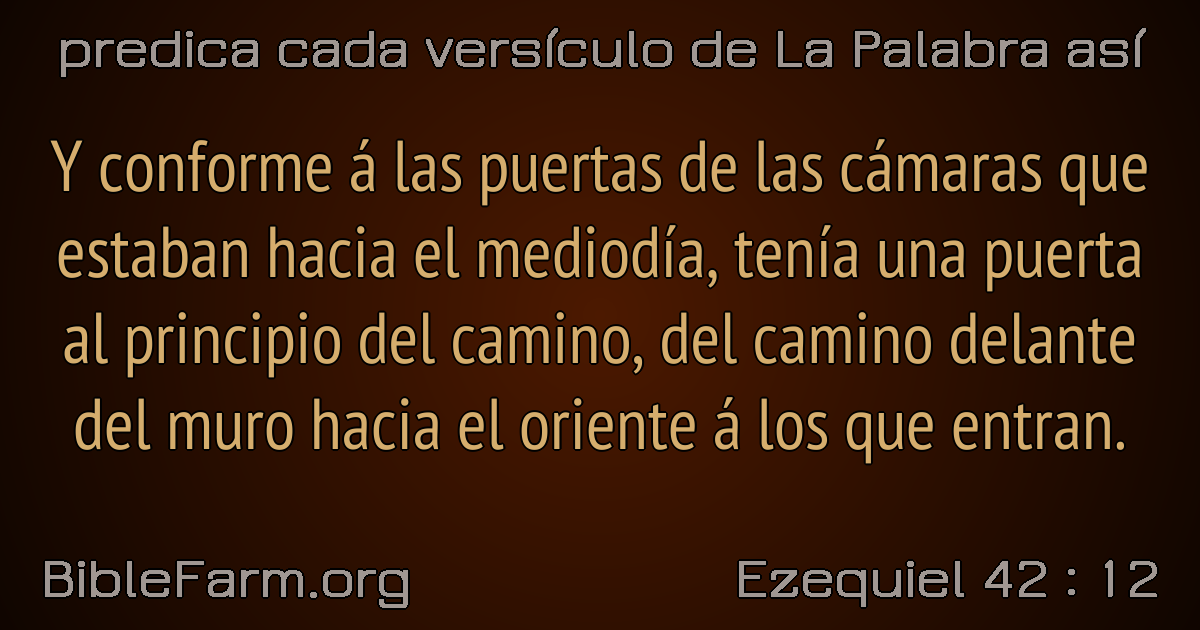 predica cada versículo de La Palabra así
Y conforme á las puertas de las cámaras que
estaban hacia el mediodía, tenía una puerta
al principio del camino, del camino delante
del muro hacia el oriente á los que entran.
BibleFarm.org
Ezequiel 42 : 12